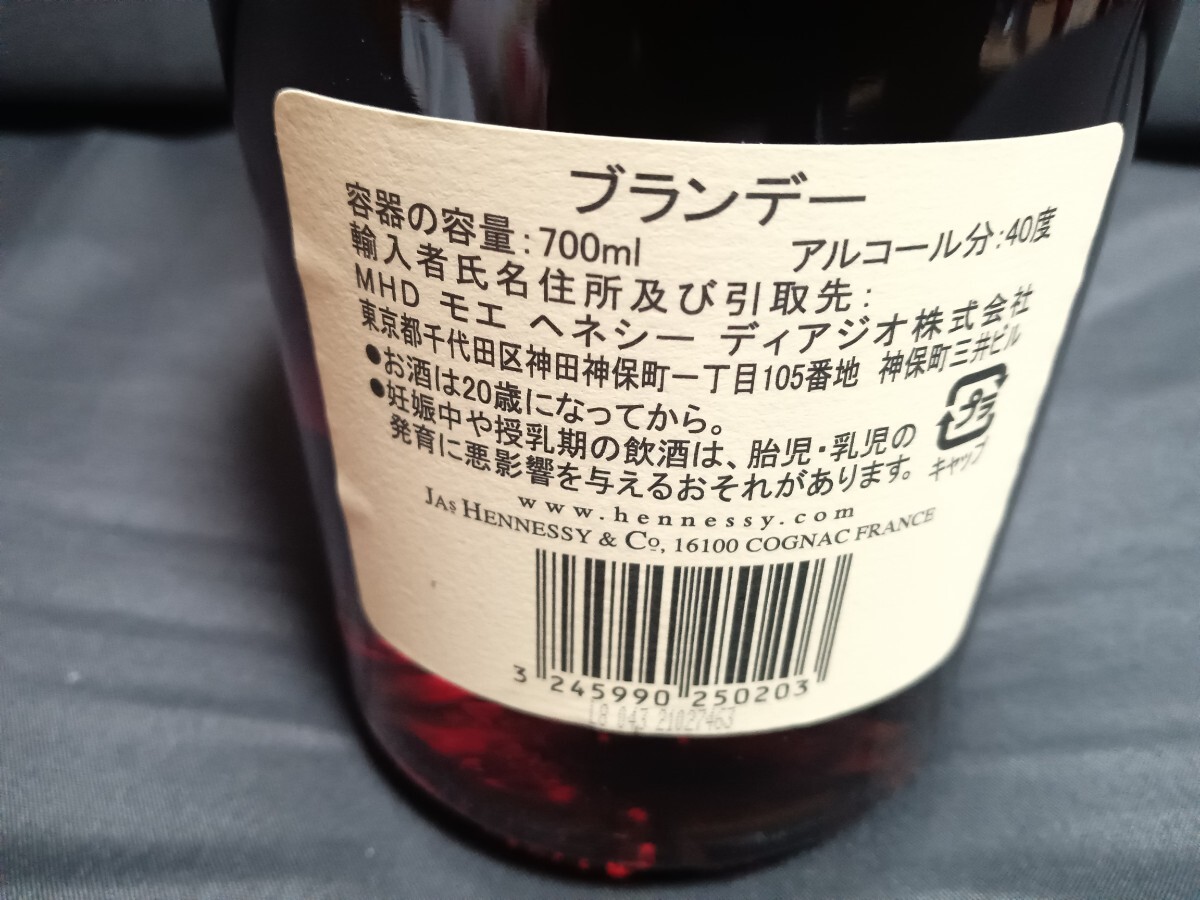 ブランデー
容器の容量:700ml アルコール分:40度
輸入者氏名住所及び引取先:
MHD モエ ヘネシー ディアジオ株式会社
東京都千代田区神田神保町一丁目105番地 神保町三井ビル
●お酒は20歳になってから。
●妊娠中や授乳期の飲酒は、胎児・乳児の
発育に悪影響を与えるおそれがあります。
プラ
キャップ
www.hennessy.com
JAS HENNESSY & Co, 16100 COGNAC FRANCE
3 245990 250203
L8 043 21027463